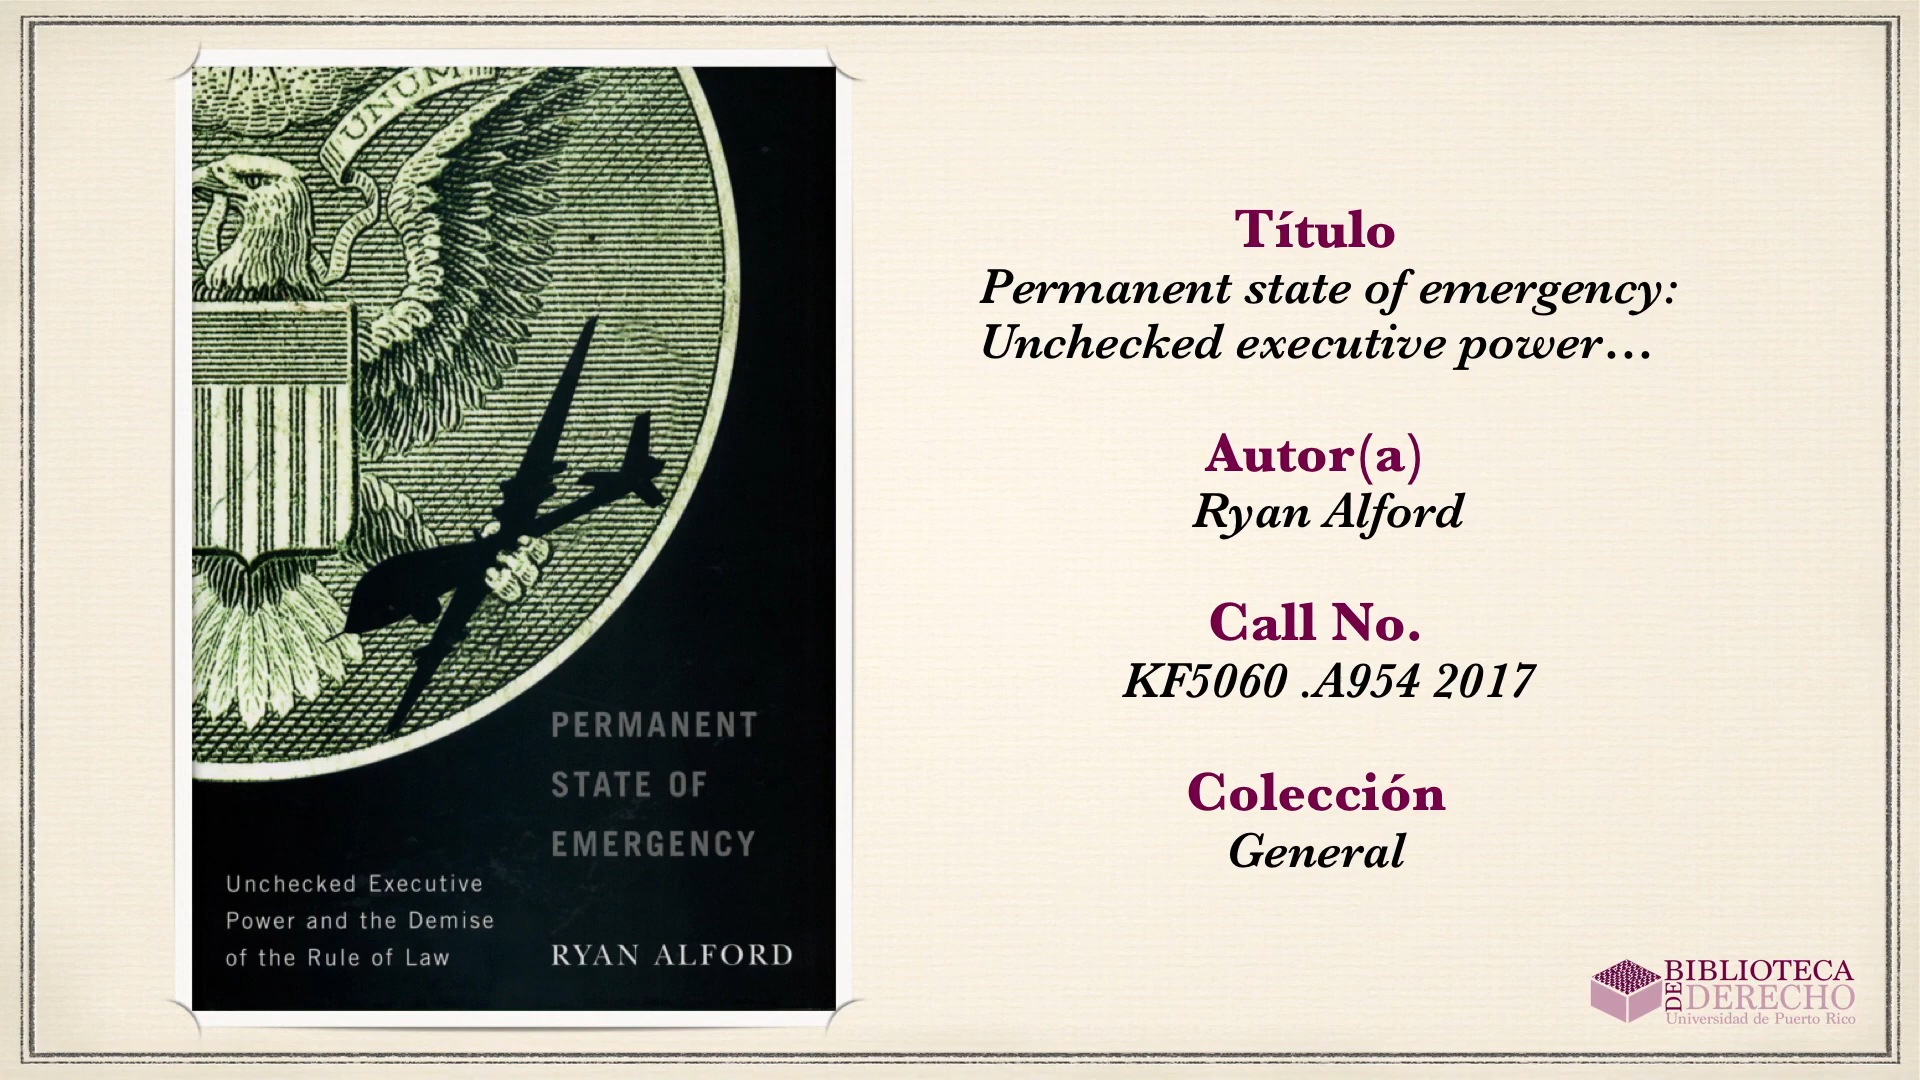 UNUM
PERMANENT
STATE OF
EMERGENCY
Unchecked Executive
Power and the Demise
of the Rule of Law
RYAN ALFORD
Título
Permanent state of emergency:
Unchecked executive power…
Autor(a)
Ryan Alford
Call No.
KF5060 .A954 2017
Colección
General
BIBLIOTECA
DE DERECHO
Universidad de Puerto Rico